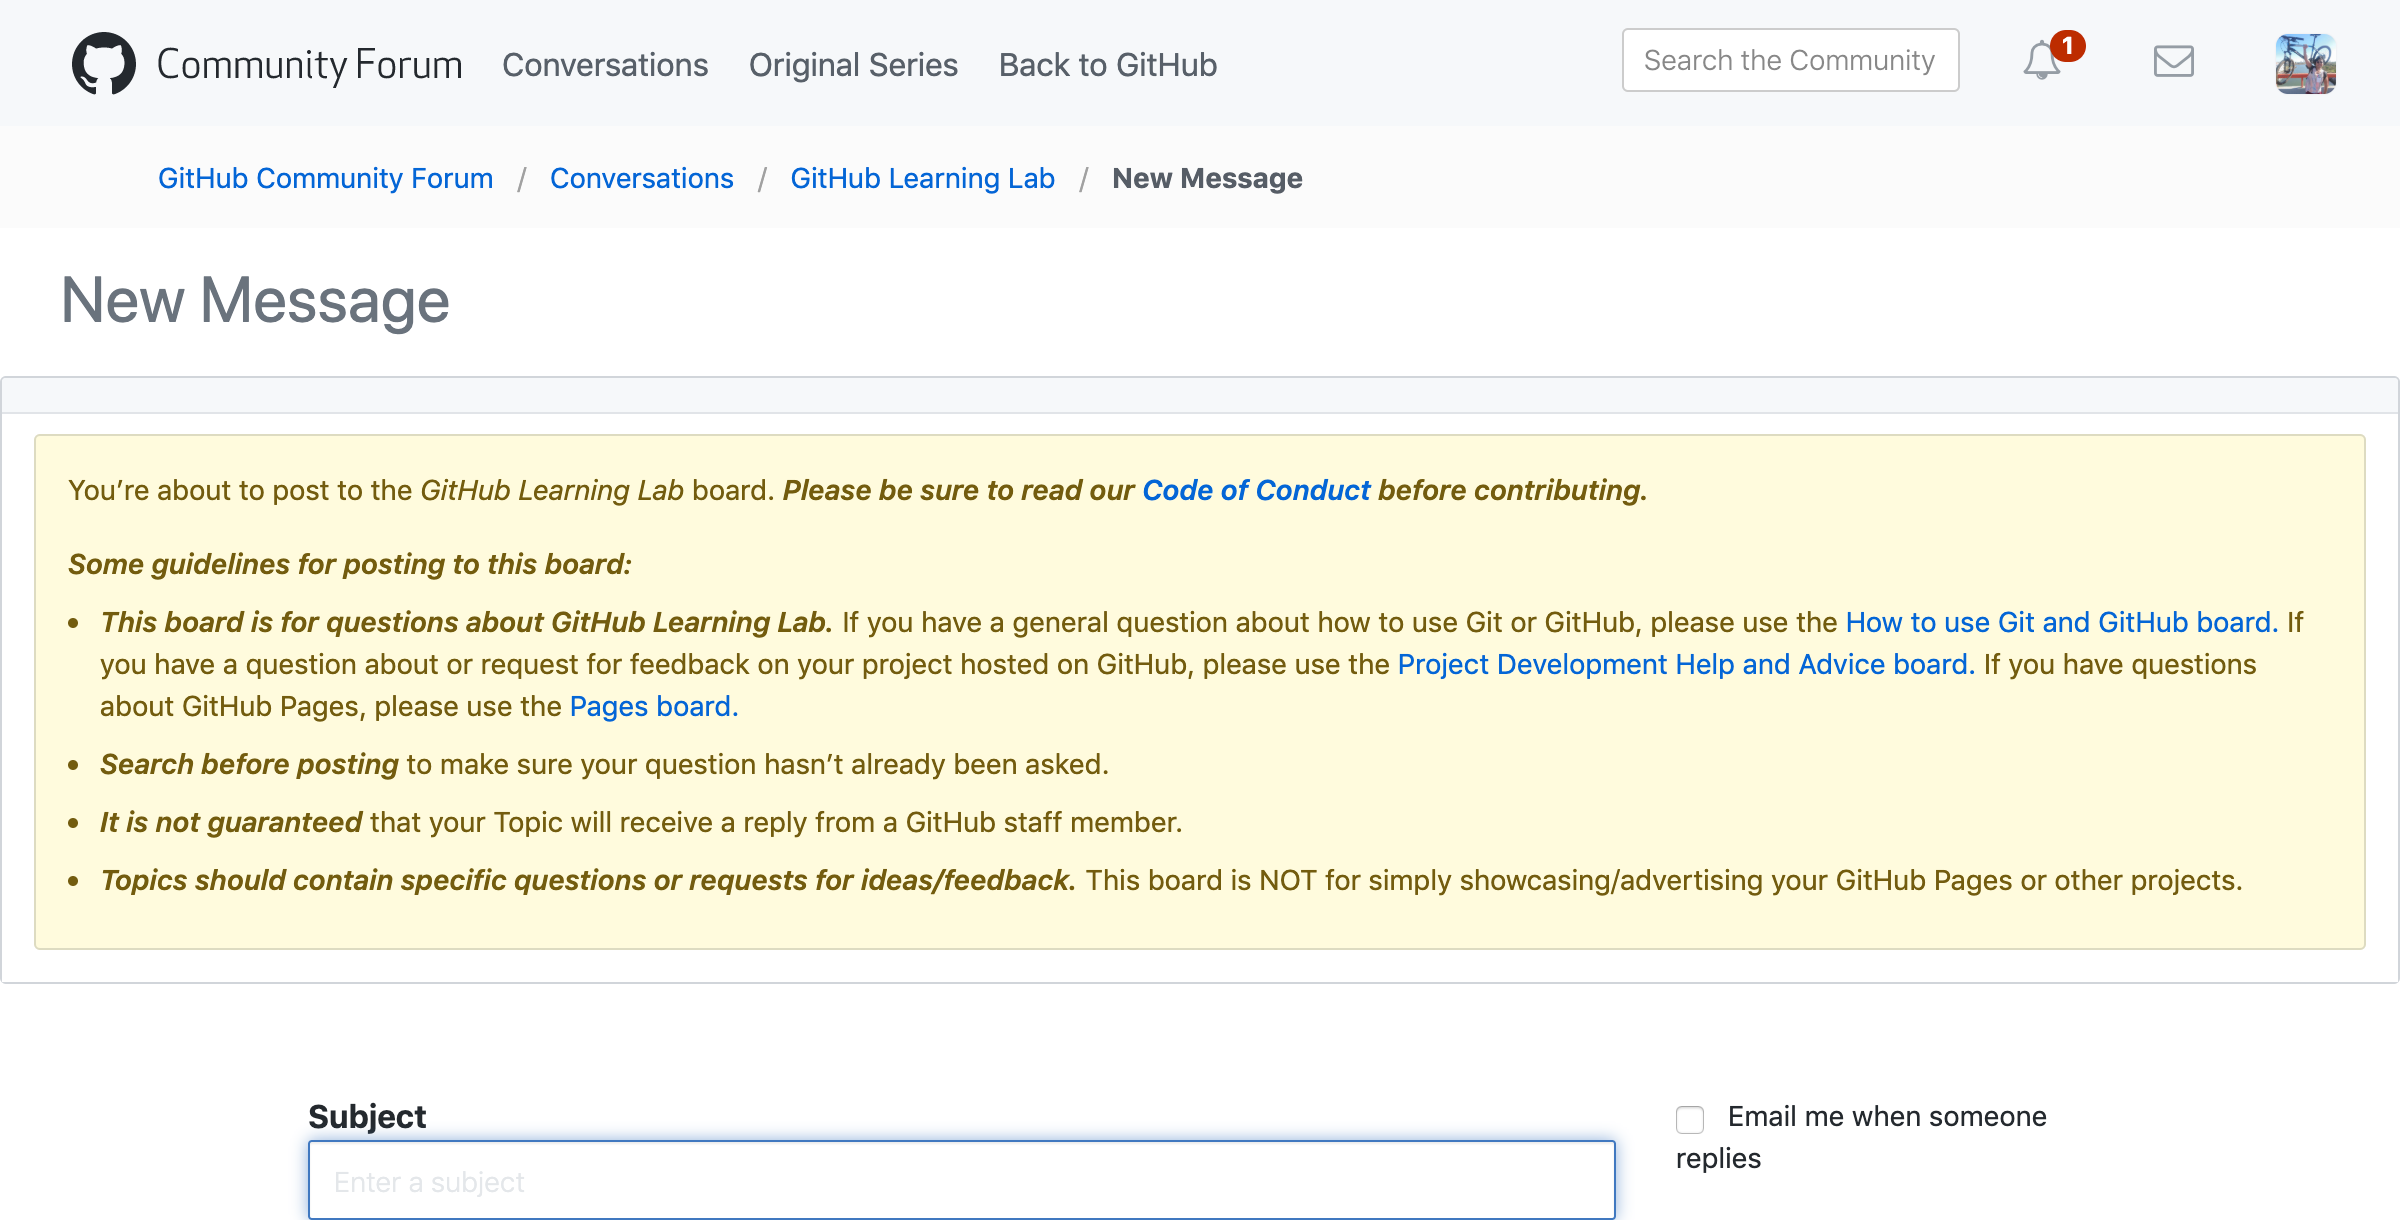 Community Forum Conversations Original Series Back to GitHub Search the Community 1
GitHub Community Forum / Conversations / GitHub Learning Lab / New Message
New Message
You’re about to post to the GitHub Learning Lab board. Please be sure to read our Code of Conduct before contributing.
Some guidelines for posting to this board:
• This board is for questions about GitHub Learning Lab. If you have a general question about how to use Git or GitHub, please use the How to use Git and GitHub board. If
you have a question about or request for feedback on your project hosted on GitHub, please use the Project Development Help and Advice board. If you have questions
about GitHub Pages, please use the Pages board.
• Search before posting to make sure your question hasn’t already been asked.
• It is not guaranteed that your Topic will receive a reply from a GitHub staff member.
• Topics should contain specific questions or requests for ideas/feedback. This board is NOT for simply showcasing/advertising your GitHub Pages or other projects.
Subject
Enter a subject
Email me when someone
replies